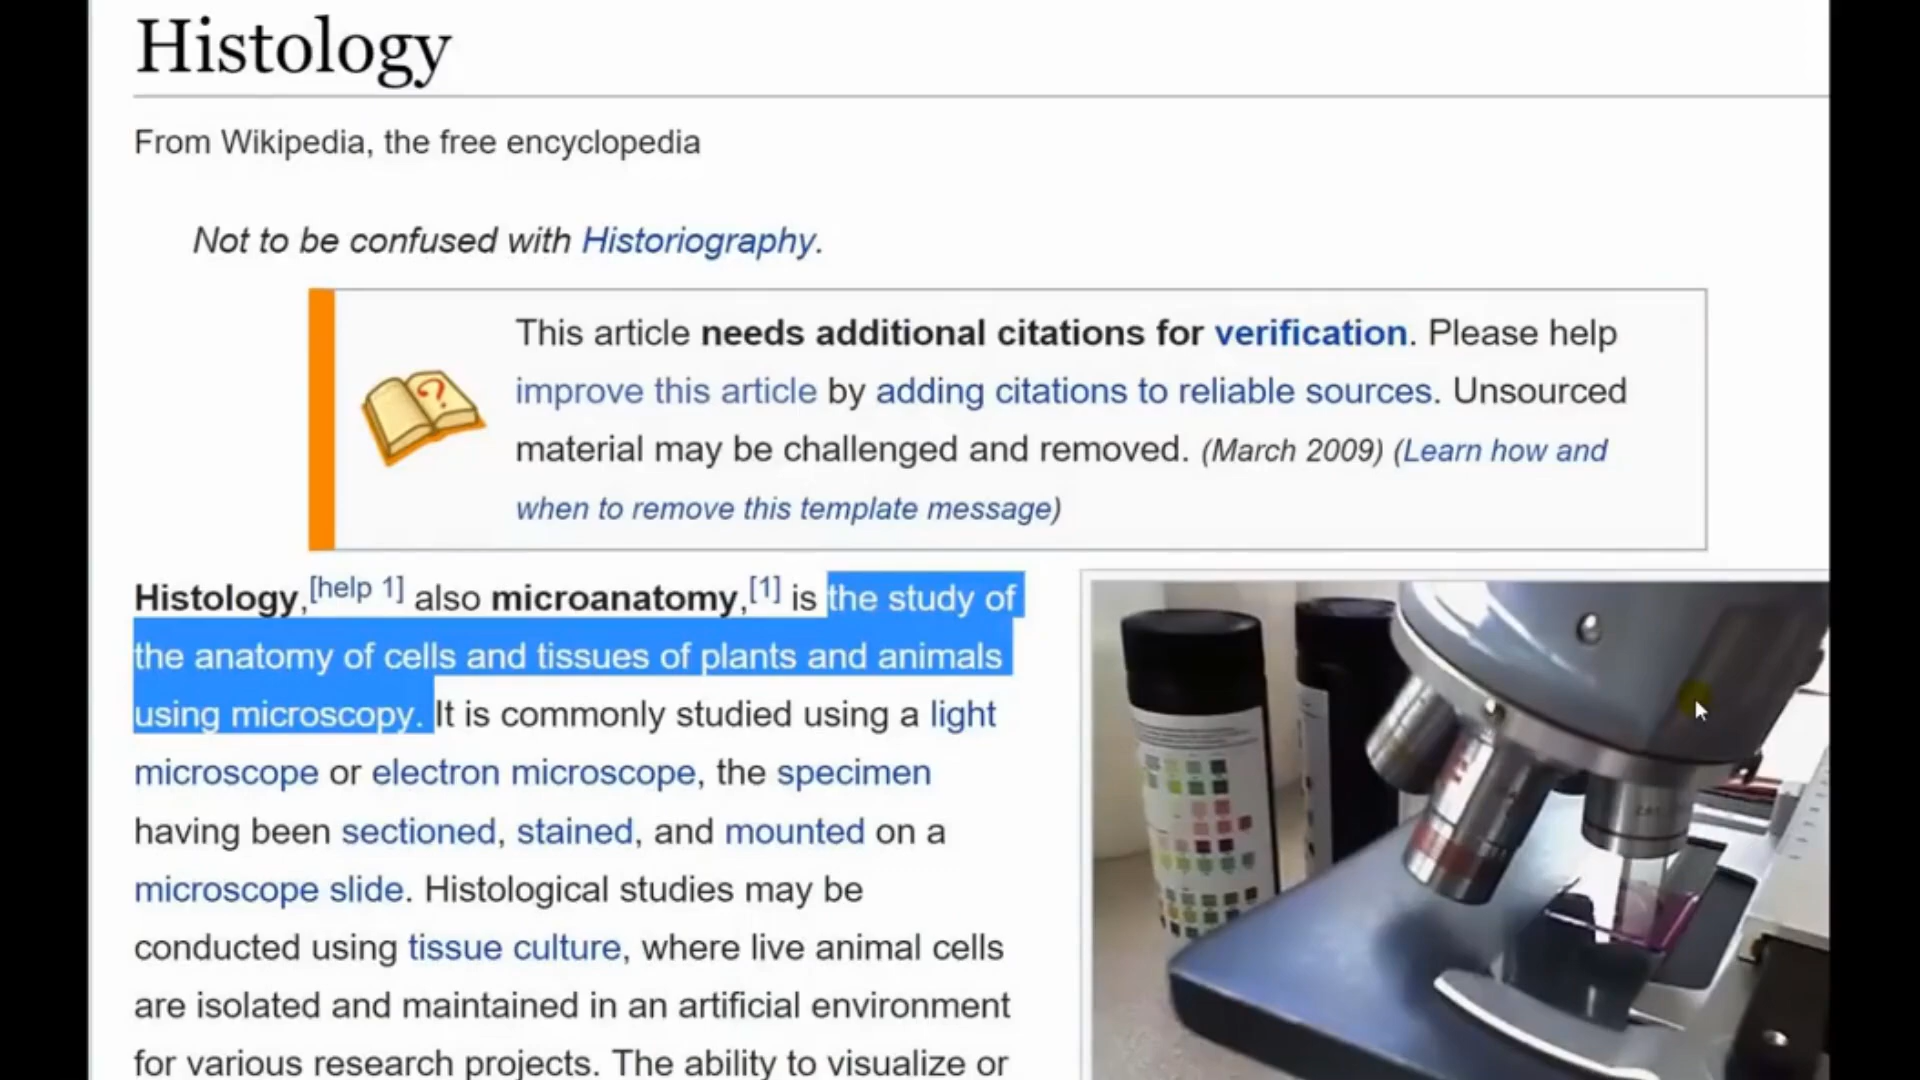 Histology
From Wikipedia, the free encyclopedia
Not to be confused with Historiography.
This article needs additional citations for verification. Please help
improve this article by adding citations to reliable sources. Unsourced
material may be challenged and removed. (March 2009) (Learn how and
when to remove this template message)
Histology,[help 1] also microanatomy,[1] is the study of
the anatomy of cells and tissues of plants and animals
using microscopy. It is commonly studied using a light
microscope or electron microscope, the specimen
having been sectioned, stained, and mounted on a
microscope slide. Histological studies may be
conducted using tissue culture, where live animal cells
are isolated and maintained in an artificial environment
for various research projects. The ability to visualize or